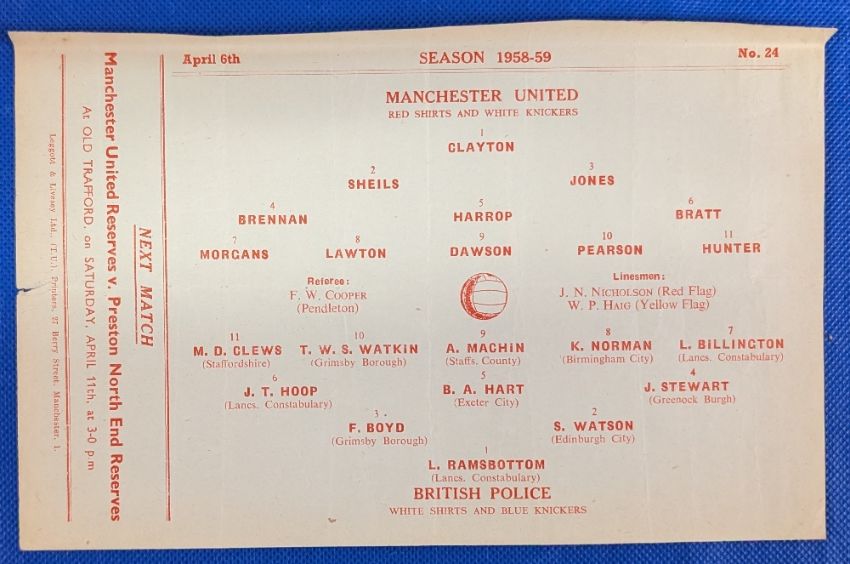 April 6th SEASON 1958-59 No. 24
MANCHESTER UNITED
RED SHIRTS AND WHITE KNICKERS
1
CLAYTON
2 3
SHEILS JONES
4 5 6
BRENNAN HARROP BRATT
7 8 9 10 11
MORGANS LAWTON DAWSON PEARSON HUNTER
Referee: Linesmen:
F. W. COOPER J. N. NICHOLSON (Red Flag)
(Pendleton) W. P. HAIG (Yellow Flag)
11 10 9 8 7
M. D. CLEWS T. W. S. WATKIN A. MACHIN K. NORMAN L. BILLINGTON
(Staffordshire) (Grimsby Borough) (Staffs. County) (Birmingham City) (Lancs. Constabulary)
6 5 4
J. T. HOOP B. A. HART J. STEWART
(Lancs. Constabulary) (Exeter City) (Greenock Burgh)
3 . 2
F. BOYD S. WATSON
(Grimsby Borough) (Edinburgh City)
1
L. RAMSBOTTOM
(Lancs. Constabulary)
BRITISH POLICE
WHITE SHIRTS AND BLUE KNICKERS
NEXT MATCH
Manchester United Reserves v. Preston North End Reserves
At OLD TRAFFORD, on SATURDAY, APRIL 11th, at 3-0 p m
Leggott & Livesey Ltd., (T.U.), Printers, 27 Berry Street, Manchester, 1.